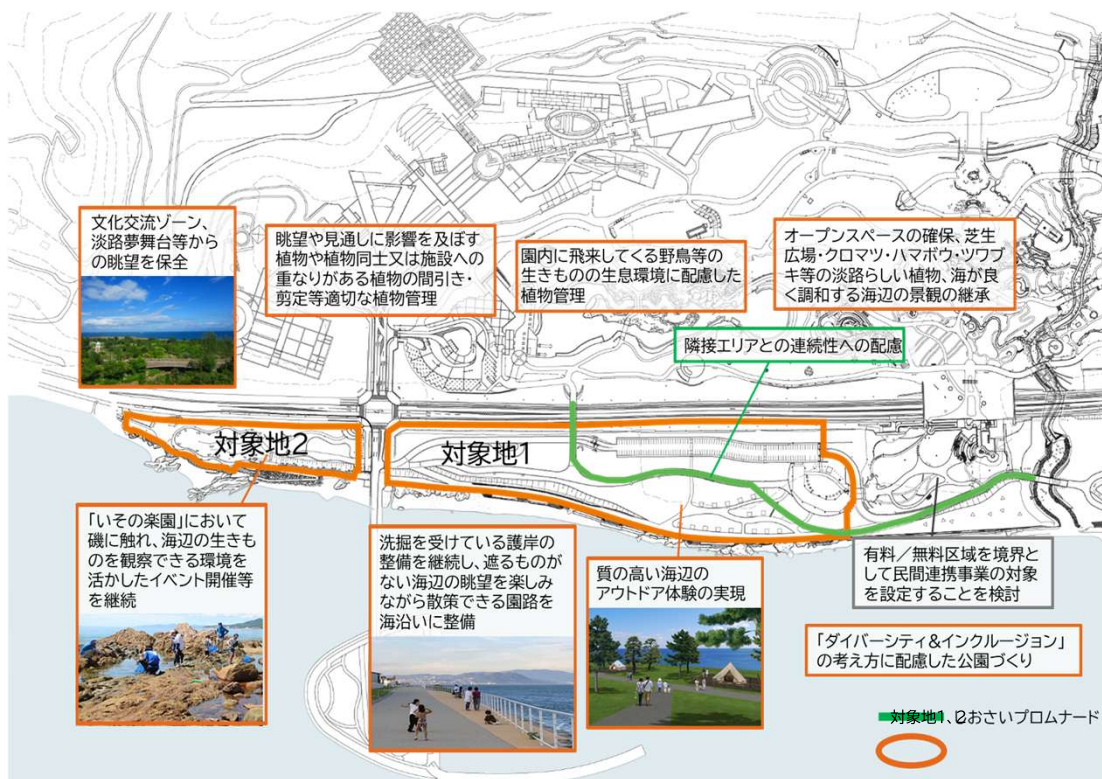 文化交流ゾーン、
淡路夢舞台等から
の眺望を保全
眺望や見通しに影響を及ぼす
植物や植物同士又は施設への
重なりがある植物の間引き・
剪定等適切な植物管理
園内に飛来してくる野鳥等の
生きものの生息環境に配慮した
植物管理
オープンスペースの確保、芝生
広場・クロマツ・ハマボウ・ツワブ
キ等の淡路らしい植物、海が良
く調和する海辺の景観の継承
隣接エリアとの連続性への配慮
対象地2
対象地1
「いその楽園」において
磯に触れ、海辺の生きも
のを観察できる環境を
活かしたイベント開催等
を継続
洗掘を受けている護岸の
整備を継続し、遮るものが
ない海辺の眺望を楽しみ
ながら散策できる園路を
海沿いに整備
質の高い海辺の
アウトドア体験の実現
有料／無料区域を境界と
して民間連携事業の対象
を設定することを検討
「ダイバーシティ&インクルージョン」
の考え方に配慮した公園づくり
対象地1、2
しおさいプロムナード